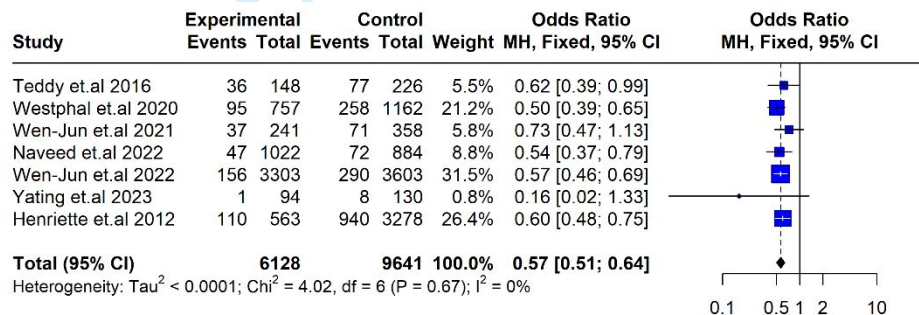 Experimental Control Odds Ratio Odds Ratio
Study Events Total Events Total Weight MH, Fixed, 95% CI MH, Fixed, 95% CI
Teddy et.al 2016 36 148 77 226 5.5% 0.62 [0.39; 0.99]
Westphal et.al 2020 95 757 258 1162 21.2% 0.50 [0.39; 0.65]
Wen-Jun et.al 2021 37 241 71 358 5.8% 0.73 [0.47; 1.13]
Naveed et.al 2022 47 1022 72 884 8.8% 0.54 [0.37; 0.79]
Wen-Jun et.al 2022 156 3303 290 3603 31.5% 0.57 [0.46; 0.69]
Yating et.al 2023 1 94 8 130 0.8% 0.16 [0.02; 1.33]
Henriette et.al 2012 110 563 940 3278 26.4% 0.60 [0.48; 0.75]
Total (95% CI) 6128 9641 100.0% 0.57 [0.51; 0.64]
Heterogeneity: Tau² < 0.0001; Chi² = 4.02, df = 6 (P = 0.67); I² = 0%
0.1 0.5 1 2 10